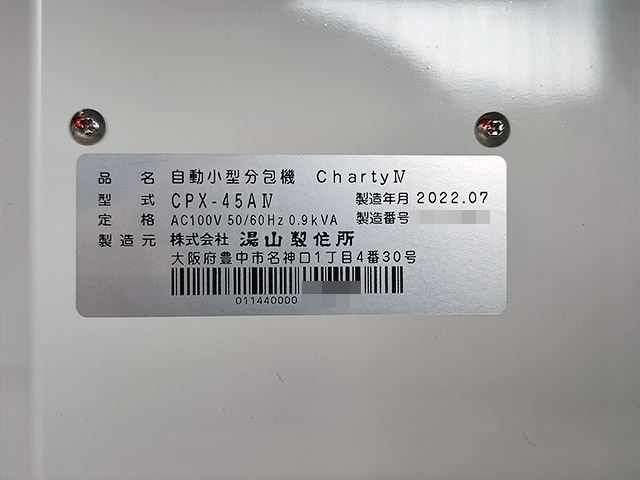 品名 自動小型分包機 ChartyⅣ
型式 CPX-45AⅣ 製造年月 2022.07
定格 AC100V 50/60Hz 0.9kVA 製造番号
製造元 株式会社 湯山製作所
大阪府豊中市名神口1丁目4番30号
011440000